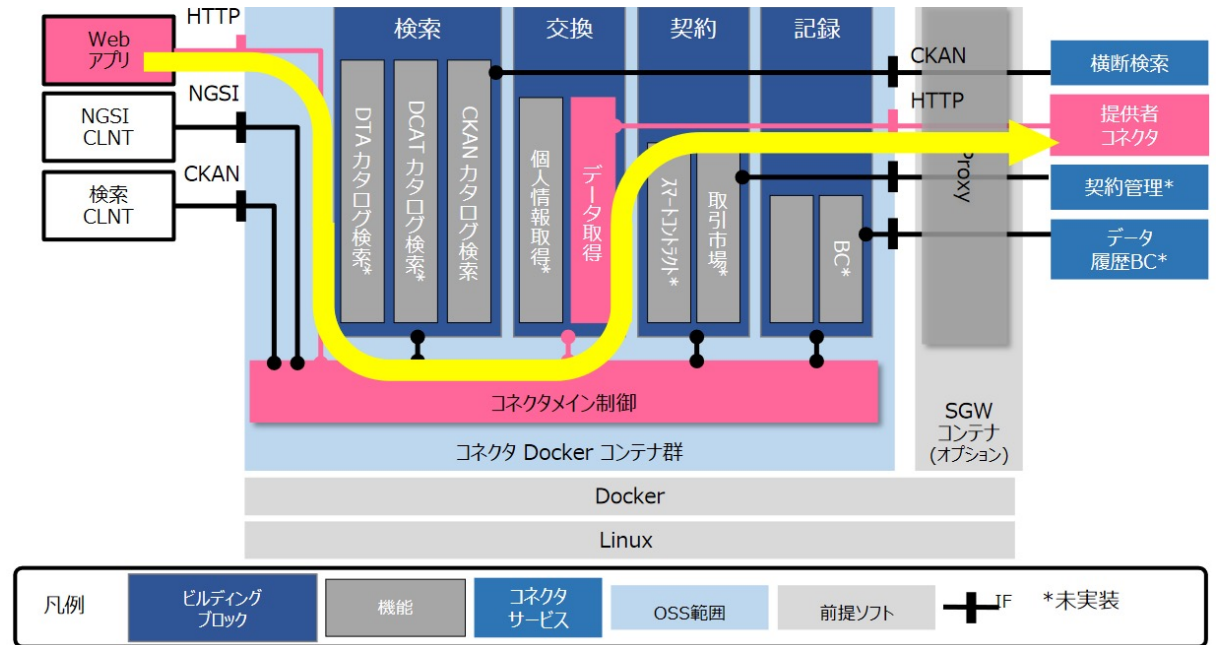 HTTP
Web
アプリ
NGSI
NGSI
CLNT
CKAN
検索
CLNT
検索
DTA カタログ検索*
DCAT カタログ検索*
CKAN カタログ検索
交換
個人情報取得*
データ取得
契約
スマートコントラクト*
取引市場*
記録
BC*
CKAN
HTTP
Proxy
横断検索
提供者
コネクタ
契約管理*
データ
履歴BC*
コネクタメイン制御
コネクタ Docker コンテナ群
SGW
コンテナ
(オプション)
Docker
Linux
凡例
ビルディング
ブロック
機能
コネクタ
サービス
OSS範囲
前提ソフト
IF
*未実装